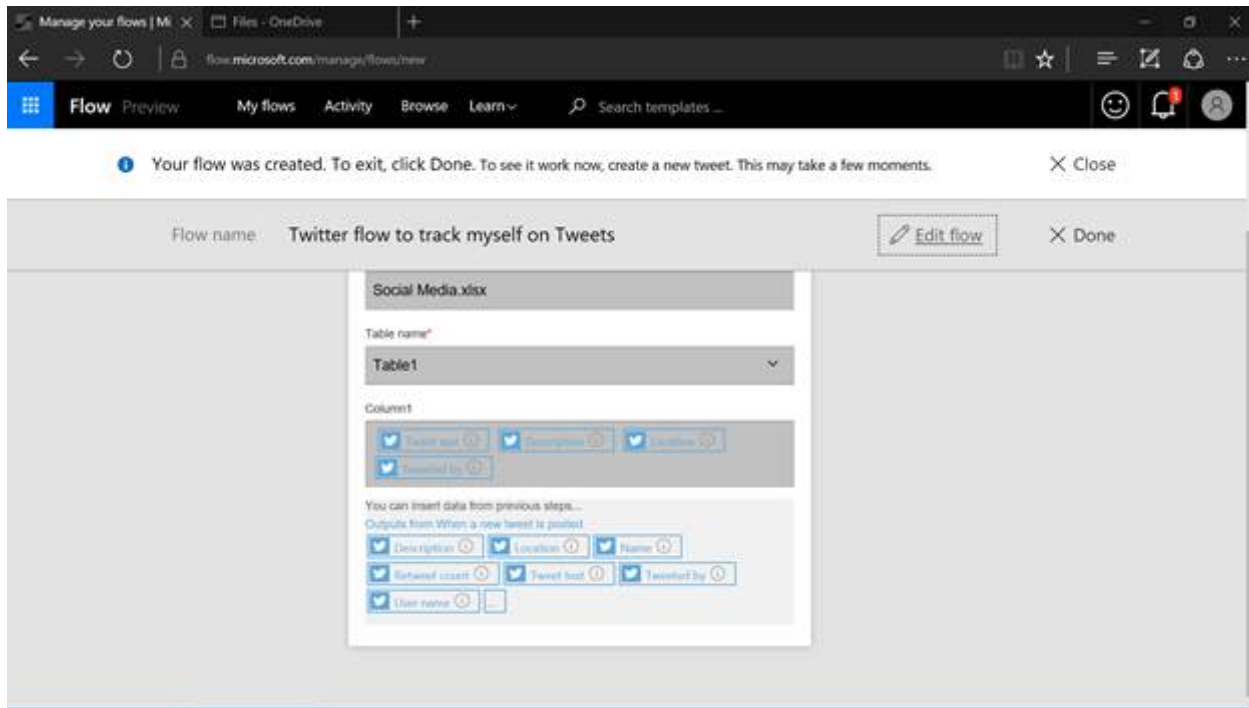 Manage your flows | Mi Files - OneDrive
flow.microsoft.com/manage/flows/new
Flow Preview My flows Activity Browse Learn Search templates ...
Your flow was created. To exit, click Done. To see it work now, create a new tweet. This may take a few moments. Close
Flow name Twitter flow to track myself on Tweets Edit flow Done
Social Media.xlsx
Table name*
Table1
Column1
Tweet text Description Location
Tweeted by
You can insert data from previous steps...
Outputs from When a new tweet is posted
Description Location Name
Retweet count Tweet text Tweeted by
User name ...